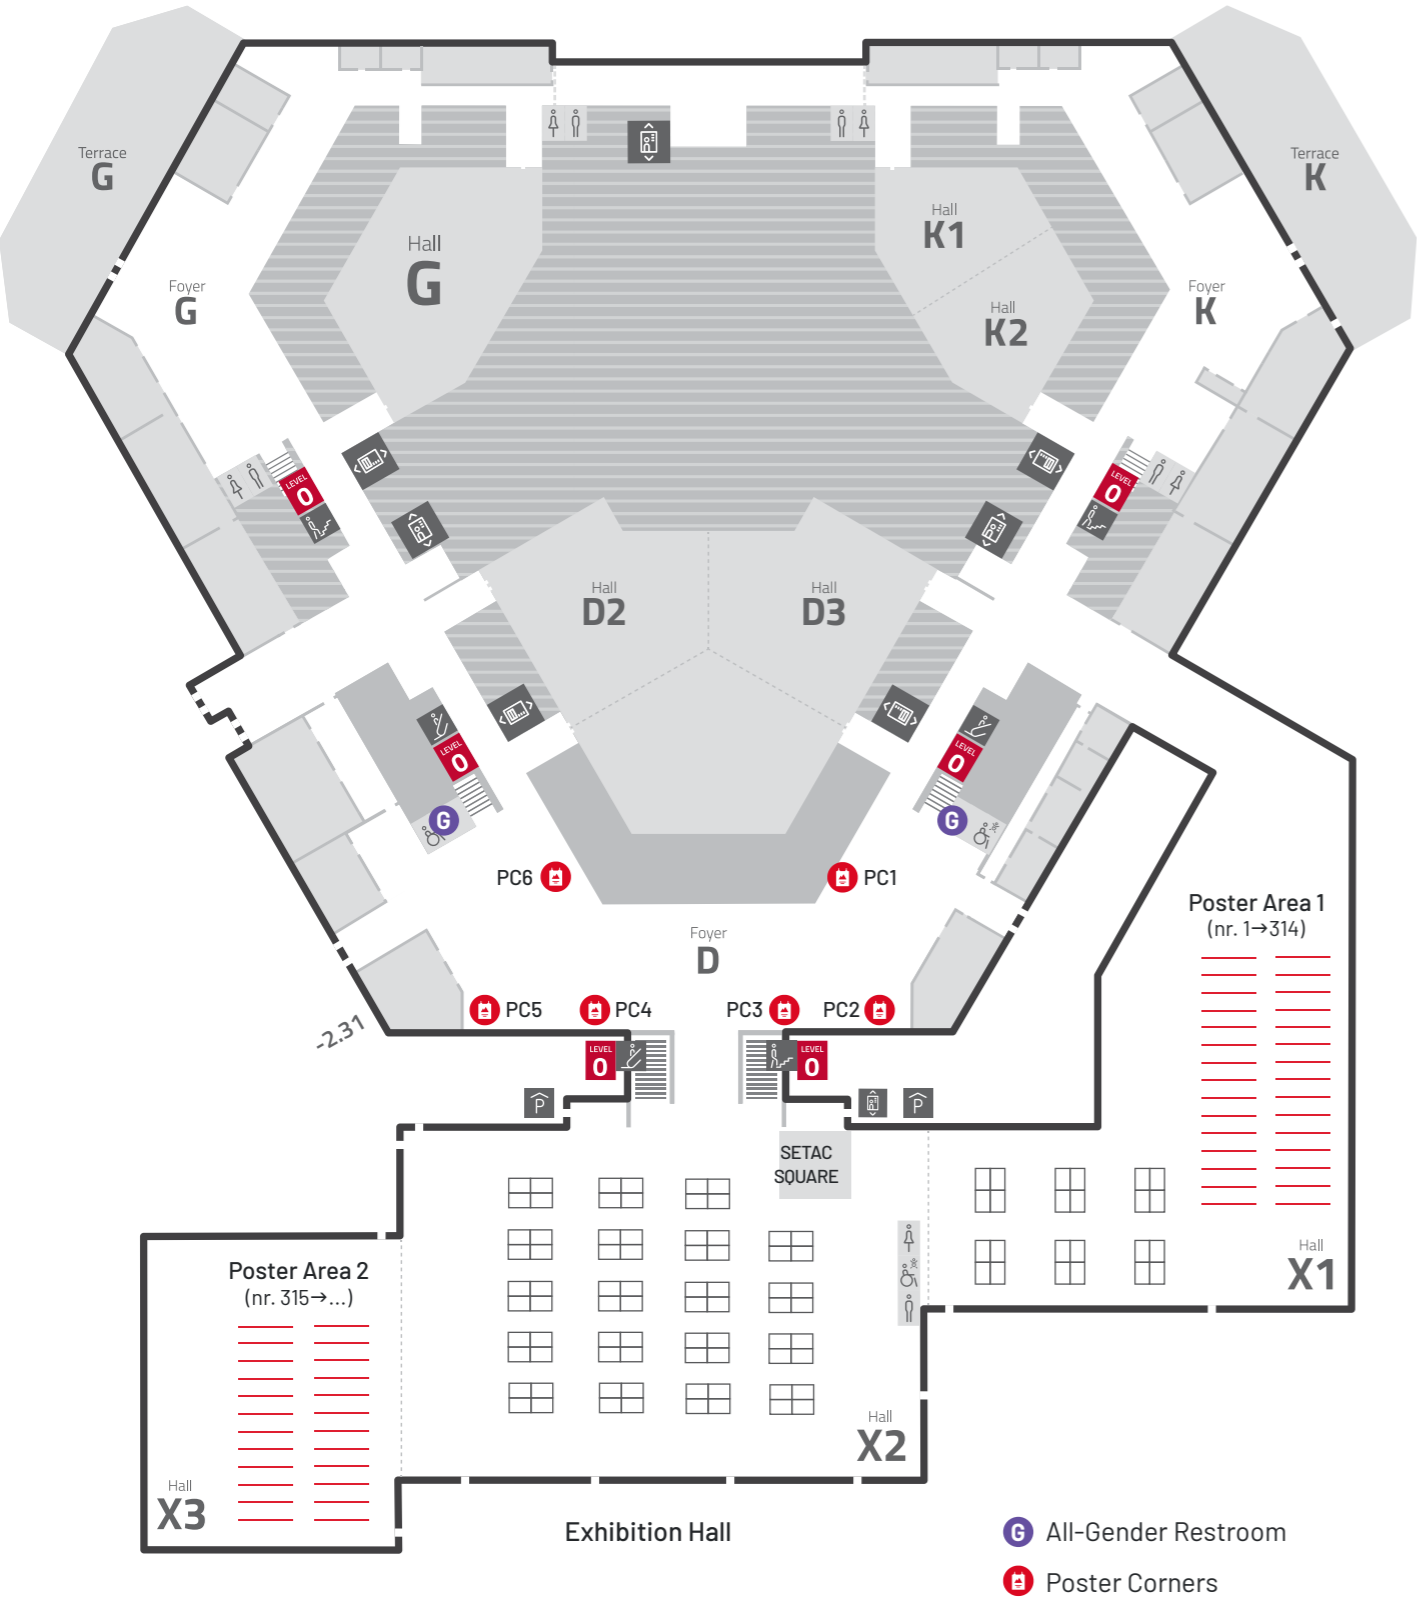 Terrace
G
Terrace
K
Hall
G
Hall
K1
Hall
K2
Foyer
G
Foyer
K
LEVEL
0
LEVEL
0
Hall
D2
Hall
D3
LEVEL
0
LEVEL
0
G
G
PC6
PC1
Foyer
D
PC5
PC4
PC3
PC2
-2.31
LEVEL
0
LEVEL
0
P
P
SETAC
SQUARE
Poster Area 1
(nr. 1→314)
Hall
X1
Poster Area 2
(nr. 315→...)
Hall
X2
Hall
X3
Exhibition Hall
G All-Gender Restroom
Poster Corners